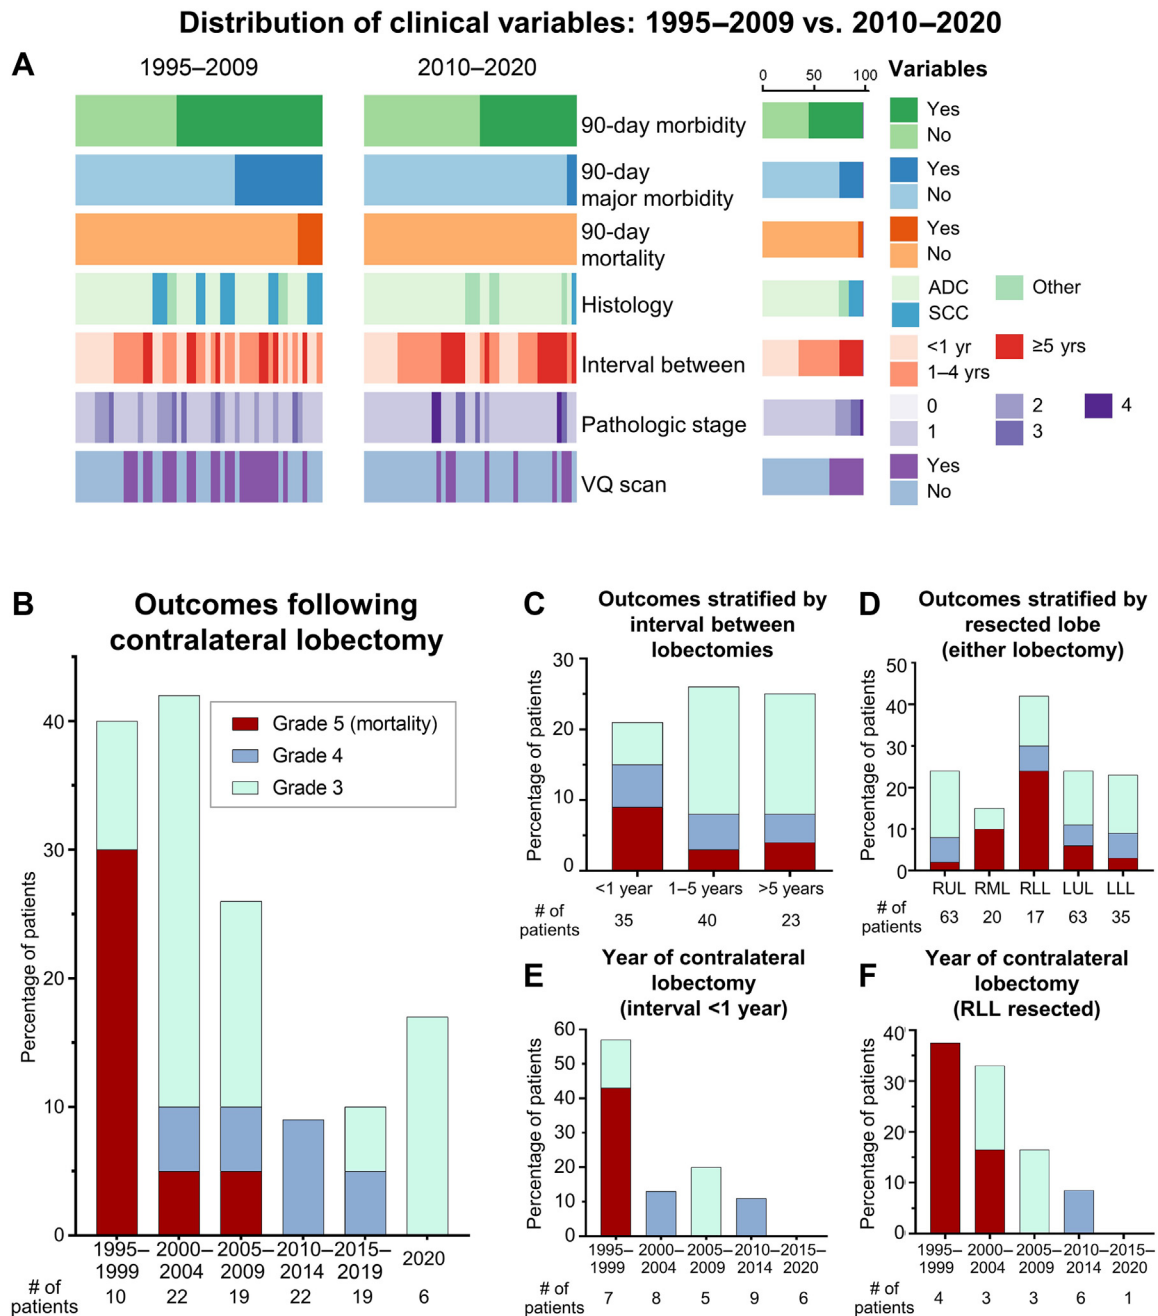 Distribution of clinical variables: 1995–2009 vs. 2010–2020
A
1995–2009
2010–2020
0 50 100
Variables
90-day morbidity
Yes
No
90-day
major morbidity
Yes
No
90-day
mortality
Yes
No
Histology
ADC
Other
SCC
Interval between
<1 yr
≥5 yrs
1–4 yrs
Pathologic stage
0
2
4
1
3
VQ scan
Yes
No
B
Outcomes following
contralateral lobectomy
Percentage of patients
40
30
20
10
0
Grade 5 (mortality)
Grade 4
Grade 3
1995–
1999
2000–
2004
2005–
2009
2010–
2014
2015–
2019
2020
# of
patients
10 22 19 22 19 6
C
Outcomes stratified by
interval between
lobectomies
Percentage of patients
30
20
10
0
<1 year 1–5 years >5 years
# of
patients
35 40 23
D
Outcomes stratified by
resected lobe
(either lobectomy)
Percentage of patients
50
40
30
20
10
0
RUL RML RLL LUL LLL
# of
patients
63 20 17 63 35
E
Year of contralateral
lobectomy
(interval <1 year)
Percentage of patients
60
50
40
30
20
10
0
1995–
1999
2000–
2004
2005–
2009
2010–
2014
2015–
2020
# of
patients
7 8 5 9 6
F
Year of contralateral
lobectomy
(RLL resected)
Percentage of patients
40
30
20
10
0
1995–
1999
2000–
2004
2005–
2009
2010–
2014
2015–
2020
# of
patients
4 3 3 6 1